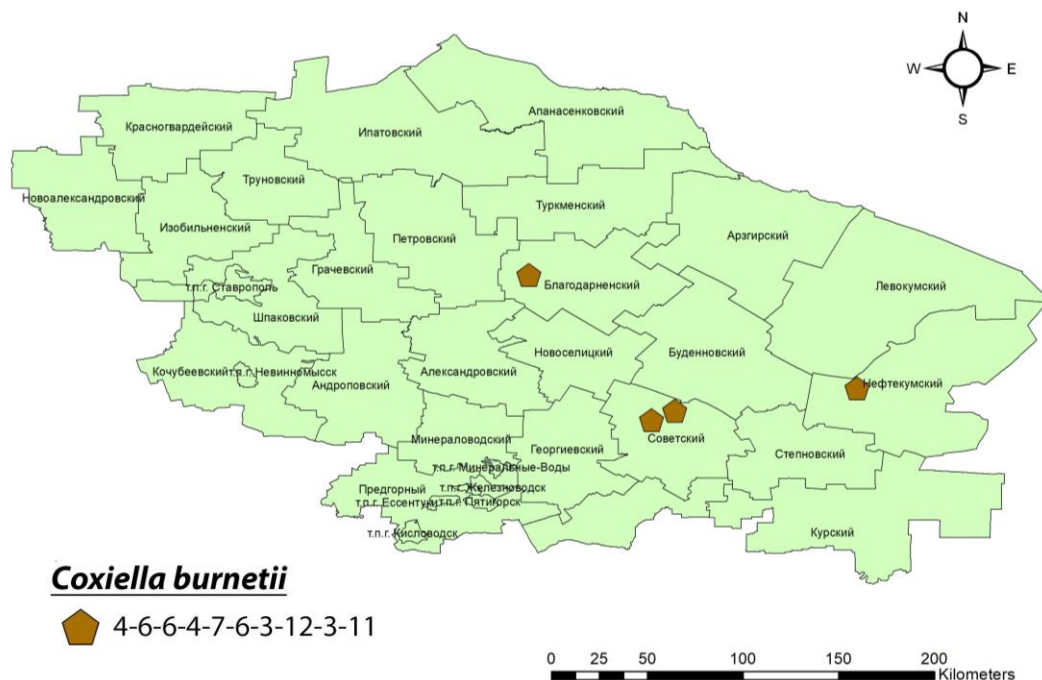 N
W E
S
Апанасенковский
Красногвардейский
Ипатовский
Труновский
Новоалександровский
Туркменский
Изобильненский
Петровский
Арзгирский
Грачевский
Благодарненский
Левокумский
т.п.г. Ставрополь
Шпаковский
Новоселицкий
Буденновский
Кочубеевский
т.п.г. Невинномысск
Александровский
Андроповский
Нефтекумский
Минераловодский
Георгиевский
Советский
Степновский
т.п.г. Минеральные-Воды
Предгорный
т.п.г. Железноводск
т.п.г. Ессентуки
т.п.г. Пятигорск
т.п.г. Кисловодск
Курский
Coxiella burnetii
4-6-6-4-7-6-3-12-3-11
0 25 50 100 150 200
Kilometers